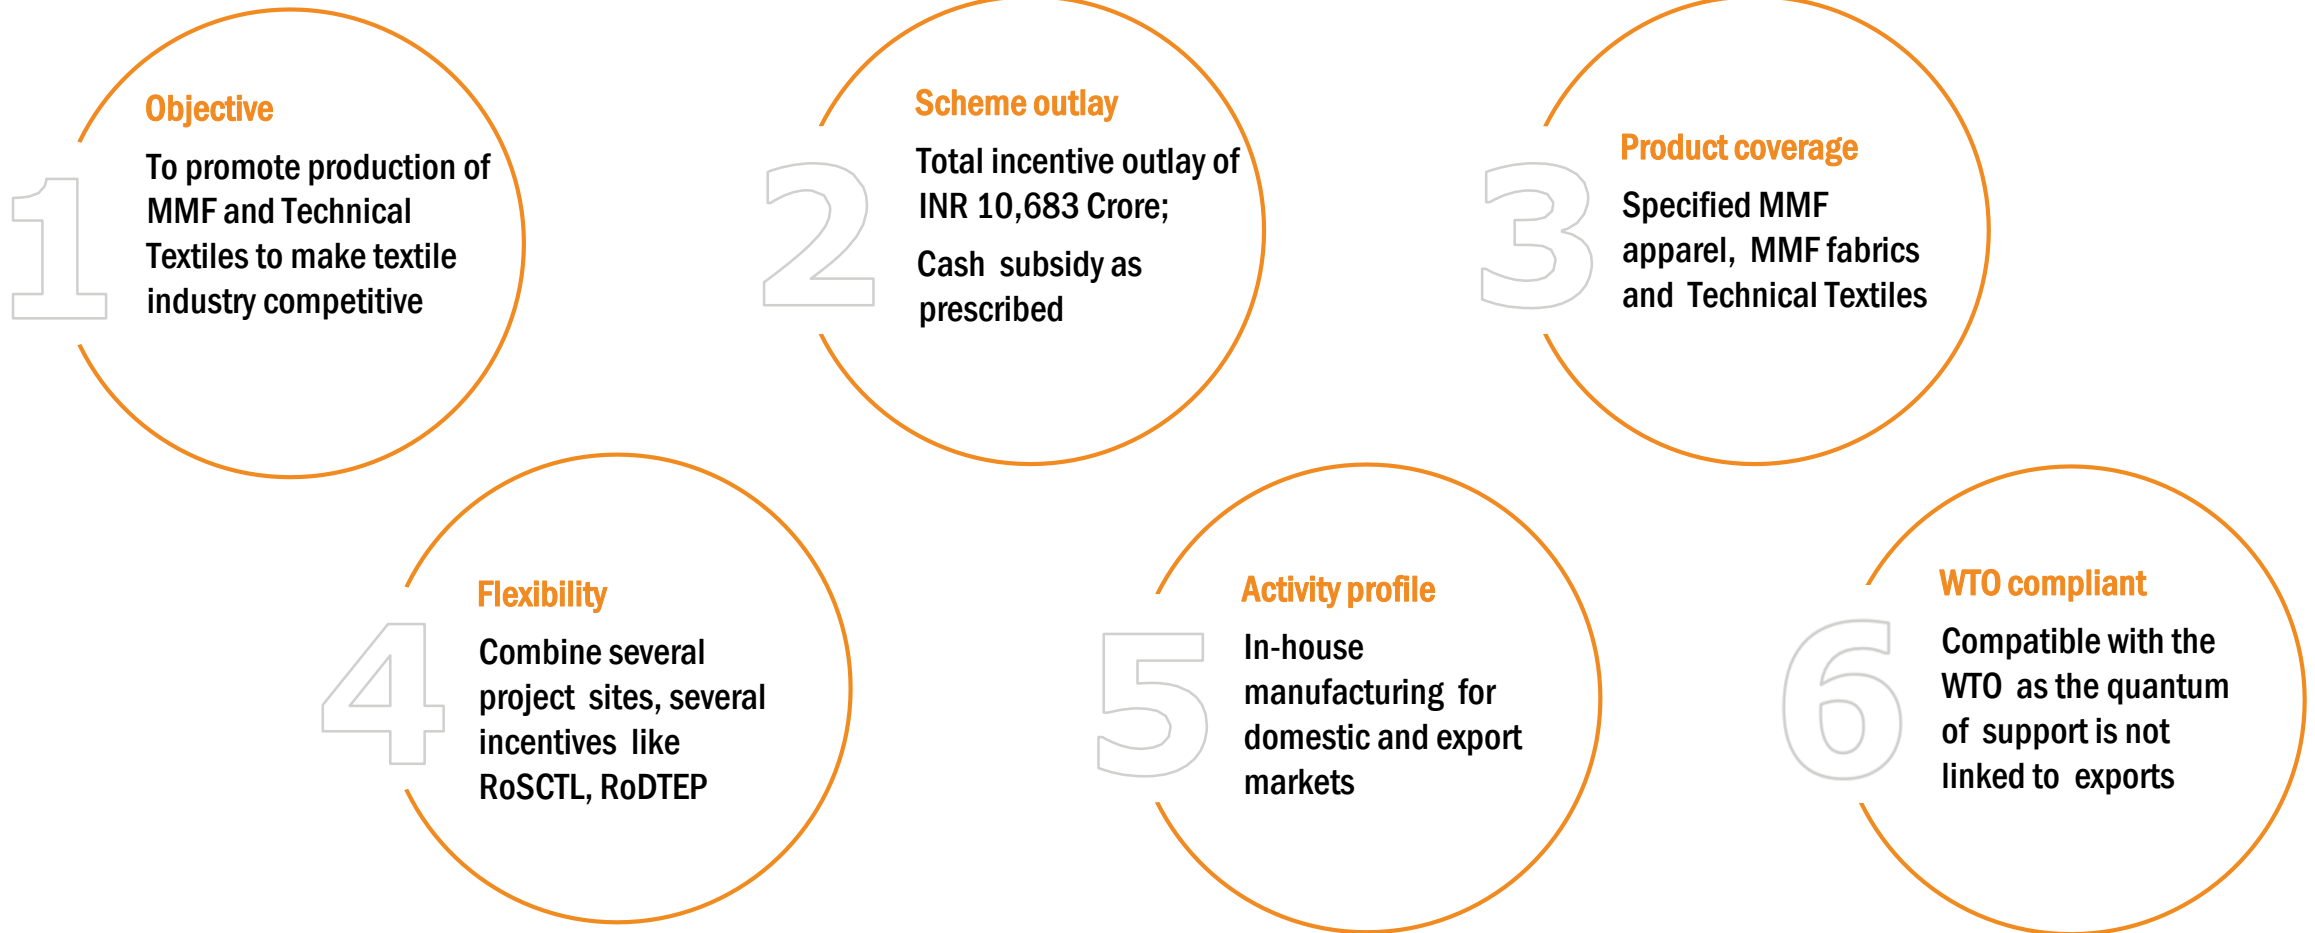 1
Objective
To promote production of
MMF and Technical
Textiles to make textile
industry competitive
2
Scheme outlay
Total incentive outlay of
INR 10,683 Crore;
Cash subsidy as
prescribed
3
Product coverage
Specified MMF
apparel, MMF fabrics
and Technical Textiles
4
Flexibility
Combine several
project sites, several
incentives like
RoSCTL, RoDTEP
5
Activity profile
In-house
manufacturing for
domestic and export
markets
6
WTO compliant
Compatible with the
WTO as the quantum
of support is not
linked to exports